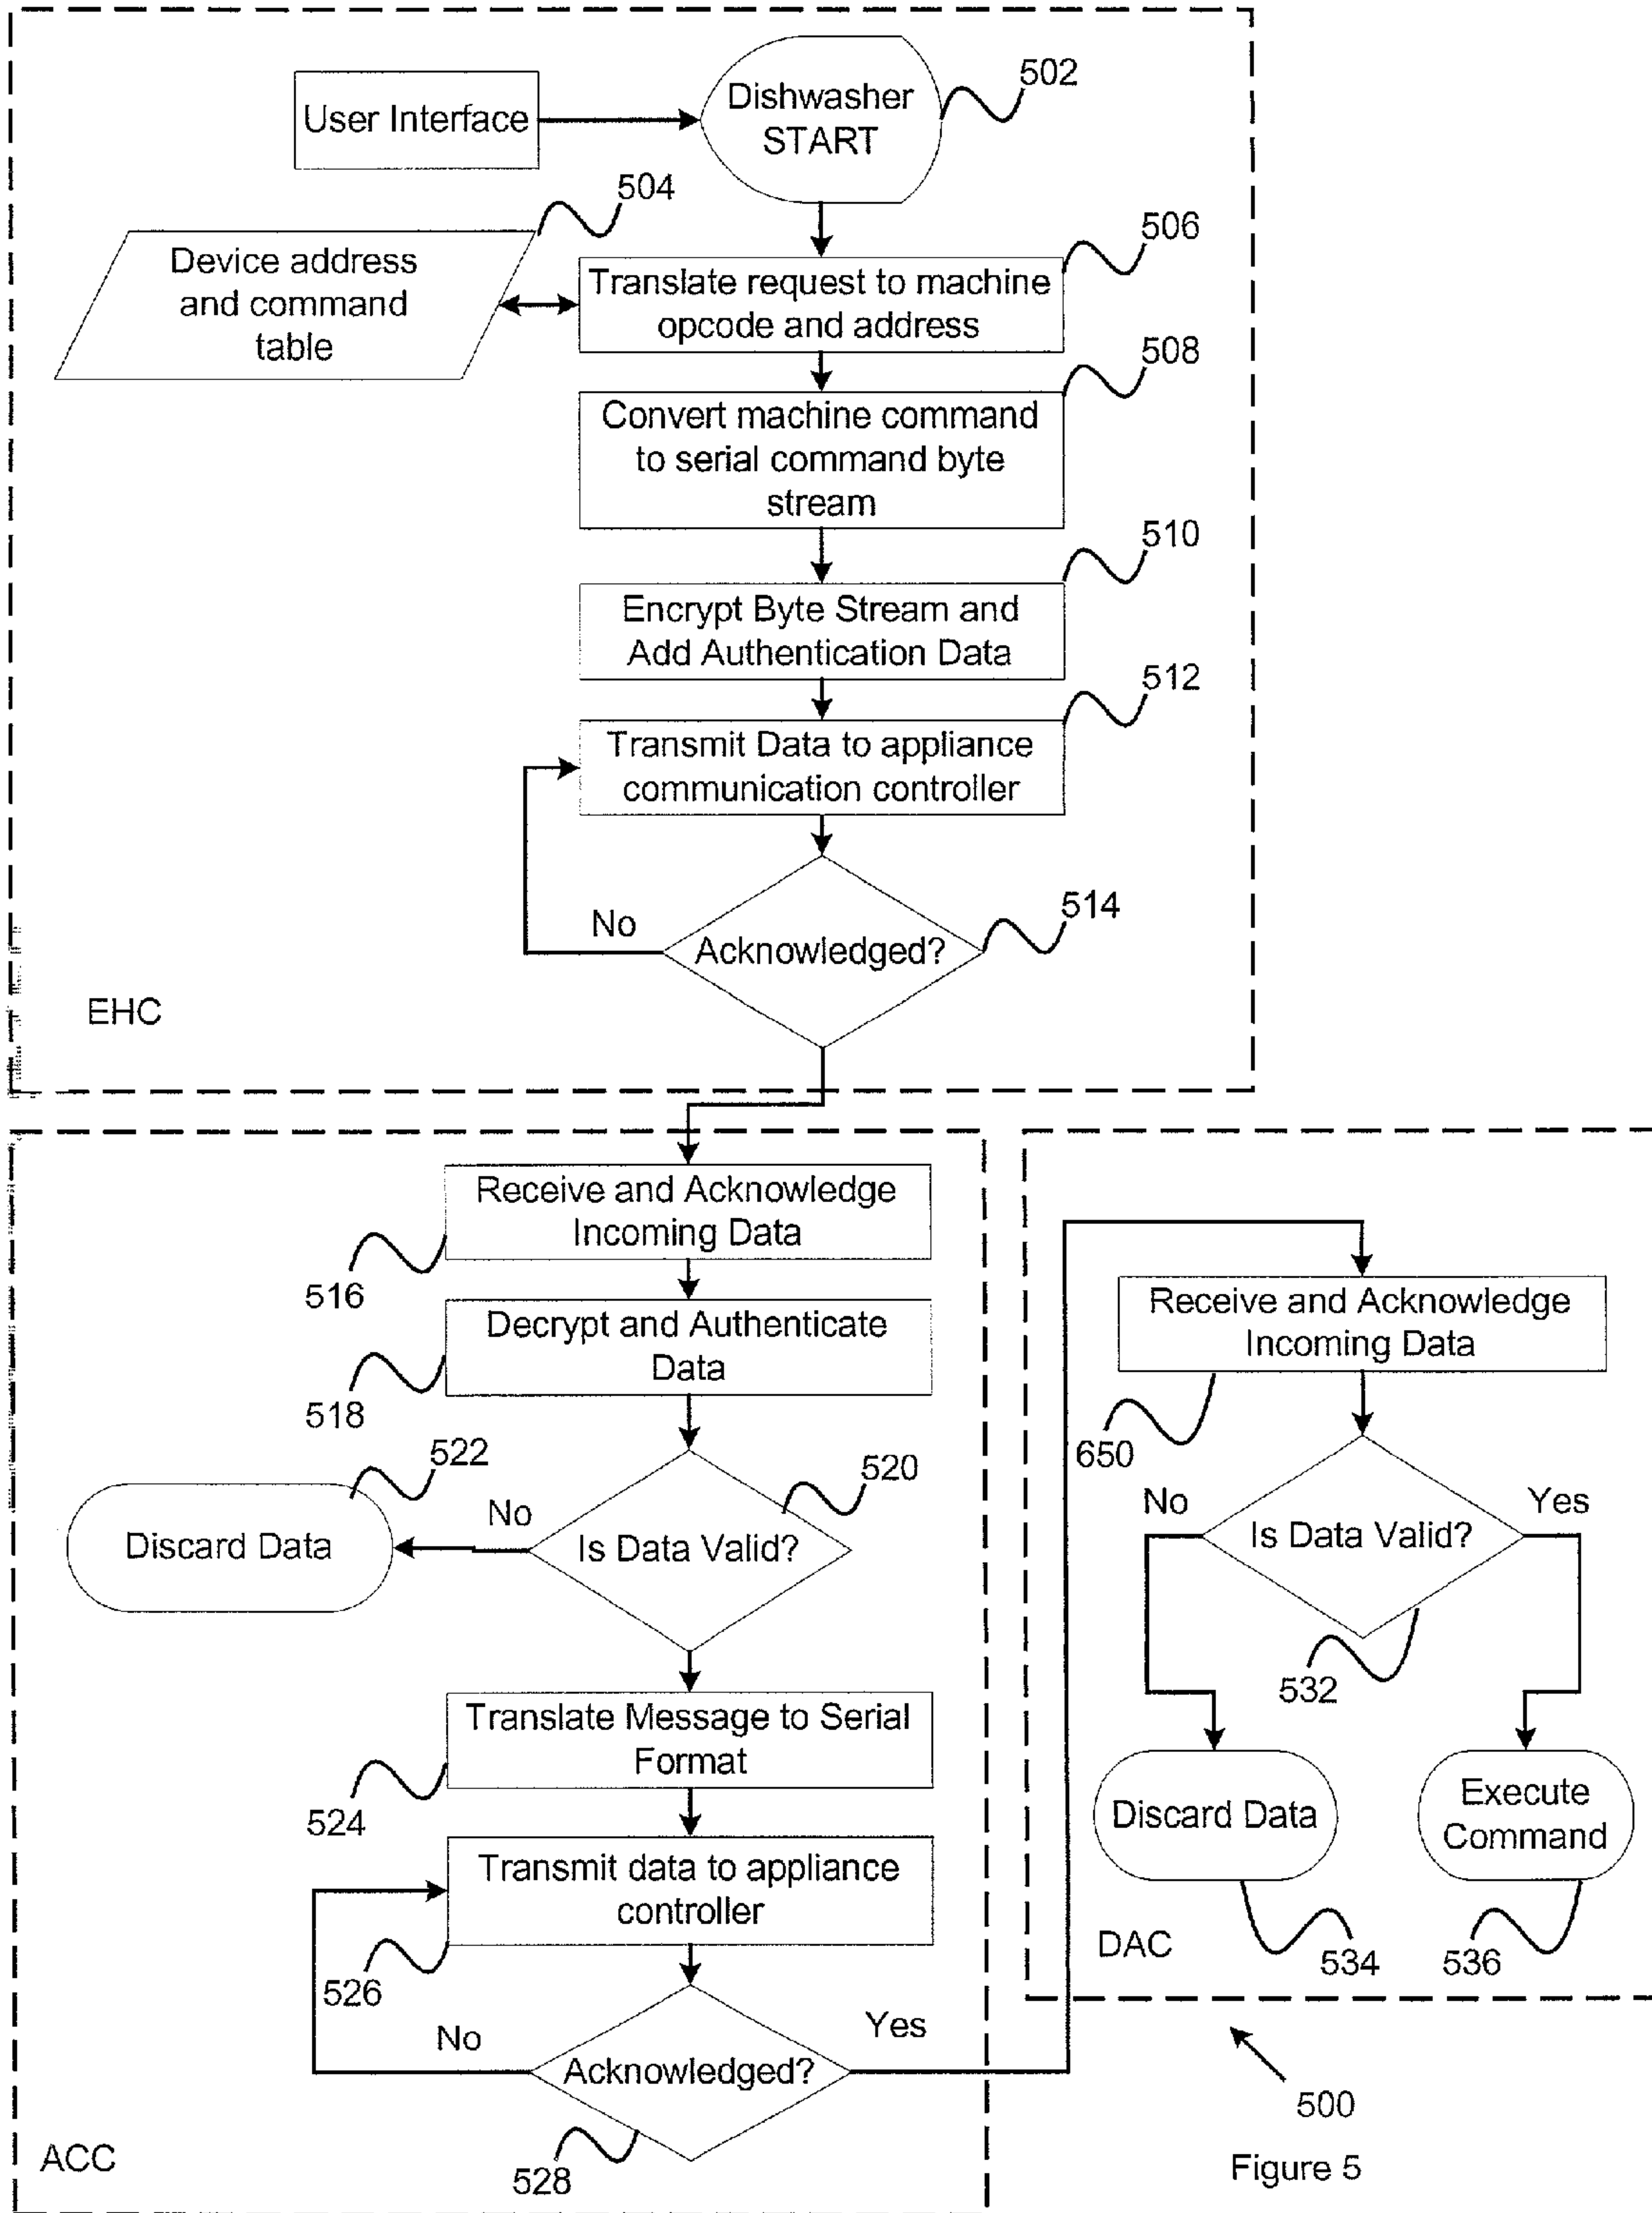 502
Dishwasher
START
User Interface
504
Device address
and command
table
506
Translate request to machine
opcode and address
508
Convert machine command
to serial command byte
stream
510
Encrypt Byte Stream and
Add Authentication Data
512
Transmit Data to appliance
communication controller
514
No
Acknowledged?
EHC
Receive and Acknowledge
Incoming Data
516
Decrypt and Authenticate
Data
518
522
520
No
Discard Data
Is Data Valid?
Translate Message to Serial
Format
524
Transmit data to appliance
controller
526
No
Yes
Acknowledged?
528
ACC
Receive and Acknowledge
Incoming Data
650
No
Yes
Is Data Valid?
532
Discard Data
Execute
Command
DAC
534
536
500
Figure 5